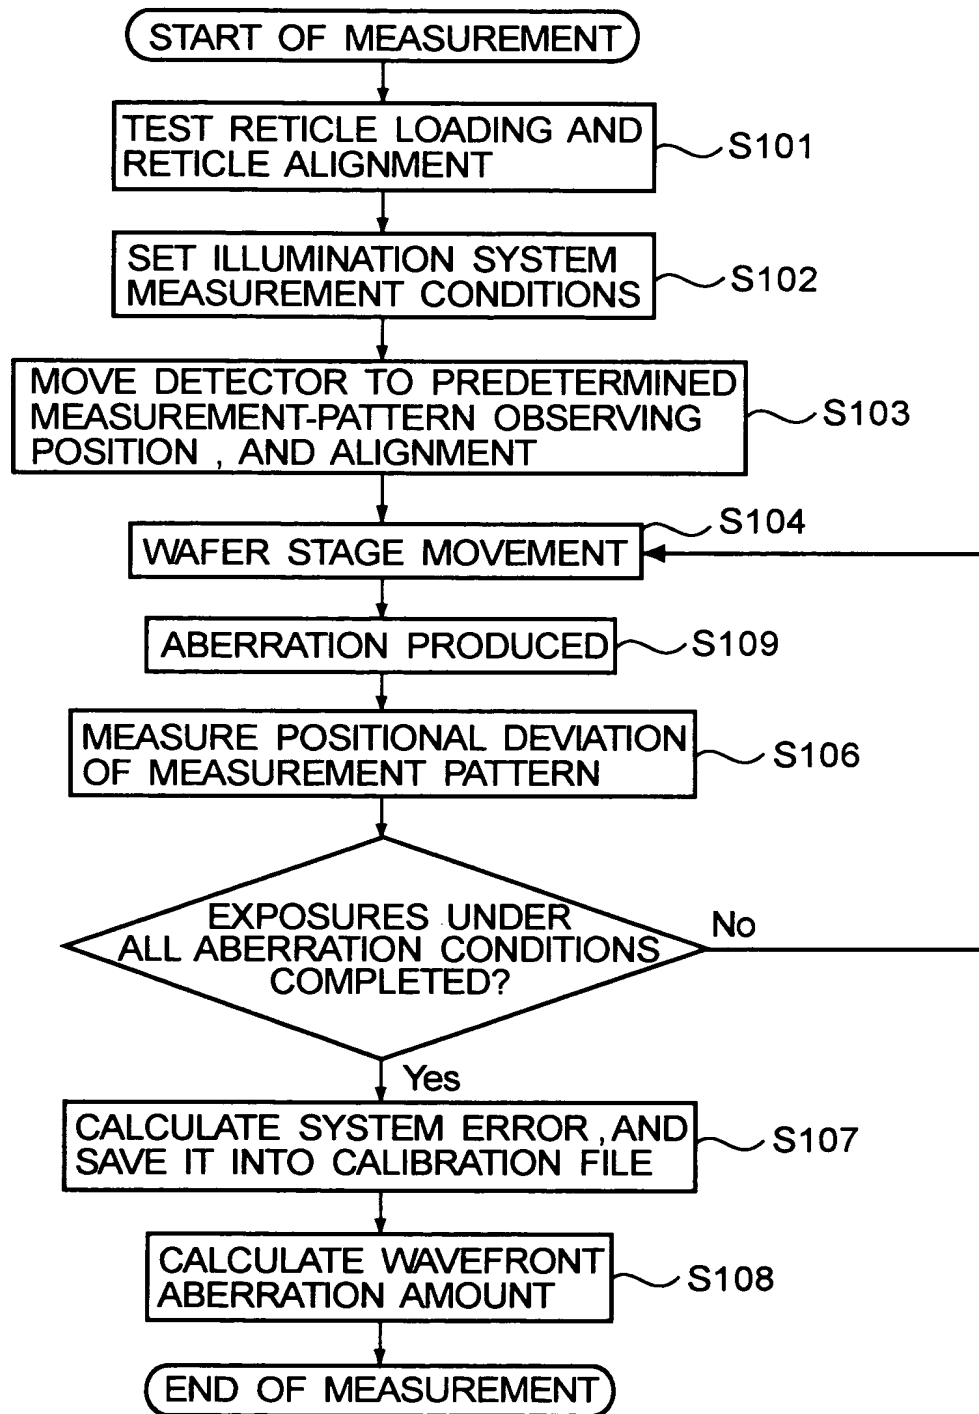 START OF MEASUREMENT
TEST RETICLE LOADING AND
RETICLE ALIGNMENT
S101
SET ILLUMINATION SYSTEM
MEASUREMENT CONDITIONS
S102
MOVE DETECTOR TO PREDETERMINED
MEASUREMENT-PATTERN OBSERVING
POSITION , AND ALIGNMENT
S103
WAFER STAGE MOVEMENT
S104
ABERRATION PRODUCED
S109
MEASURE POSITIONAL DEVIATION
OF MEASUREMENT PATTERN
S106
EXPOSURES UNDER
ALL ABERRATION CONDITIONS
COMPLETED?
No
Yes
CALCULATE SYSTEM ERROR , AND
SAVE IT INTO CALIBRATION FILE
S107
CALCULATE WAVEFRONT
ABERRATION AMOUNT
S108
END OF MEASUREMENT